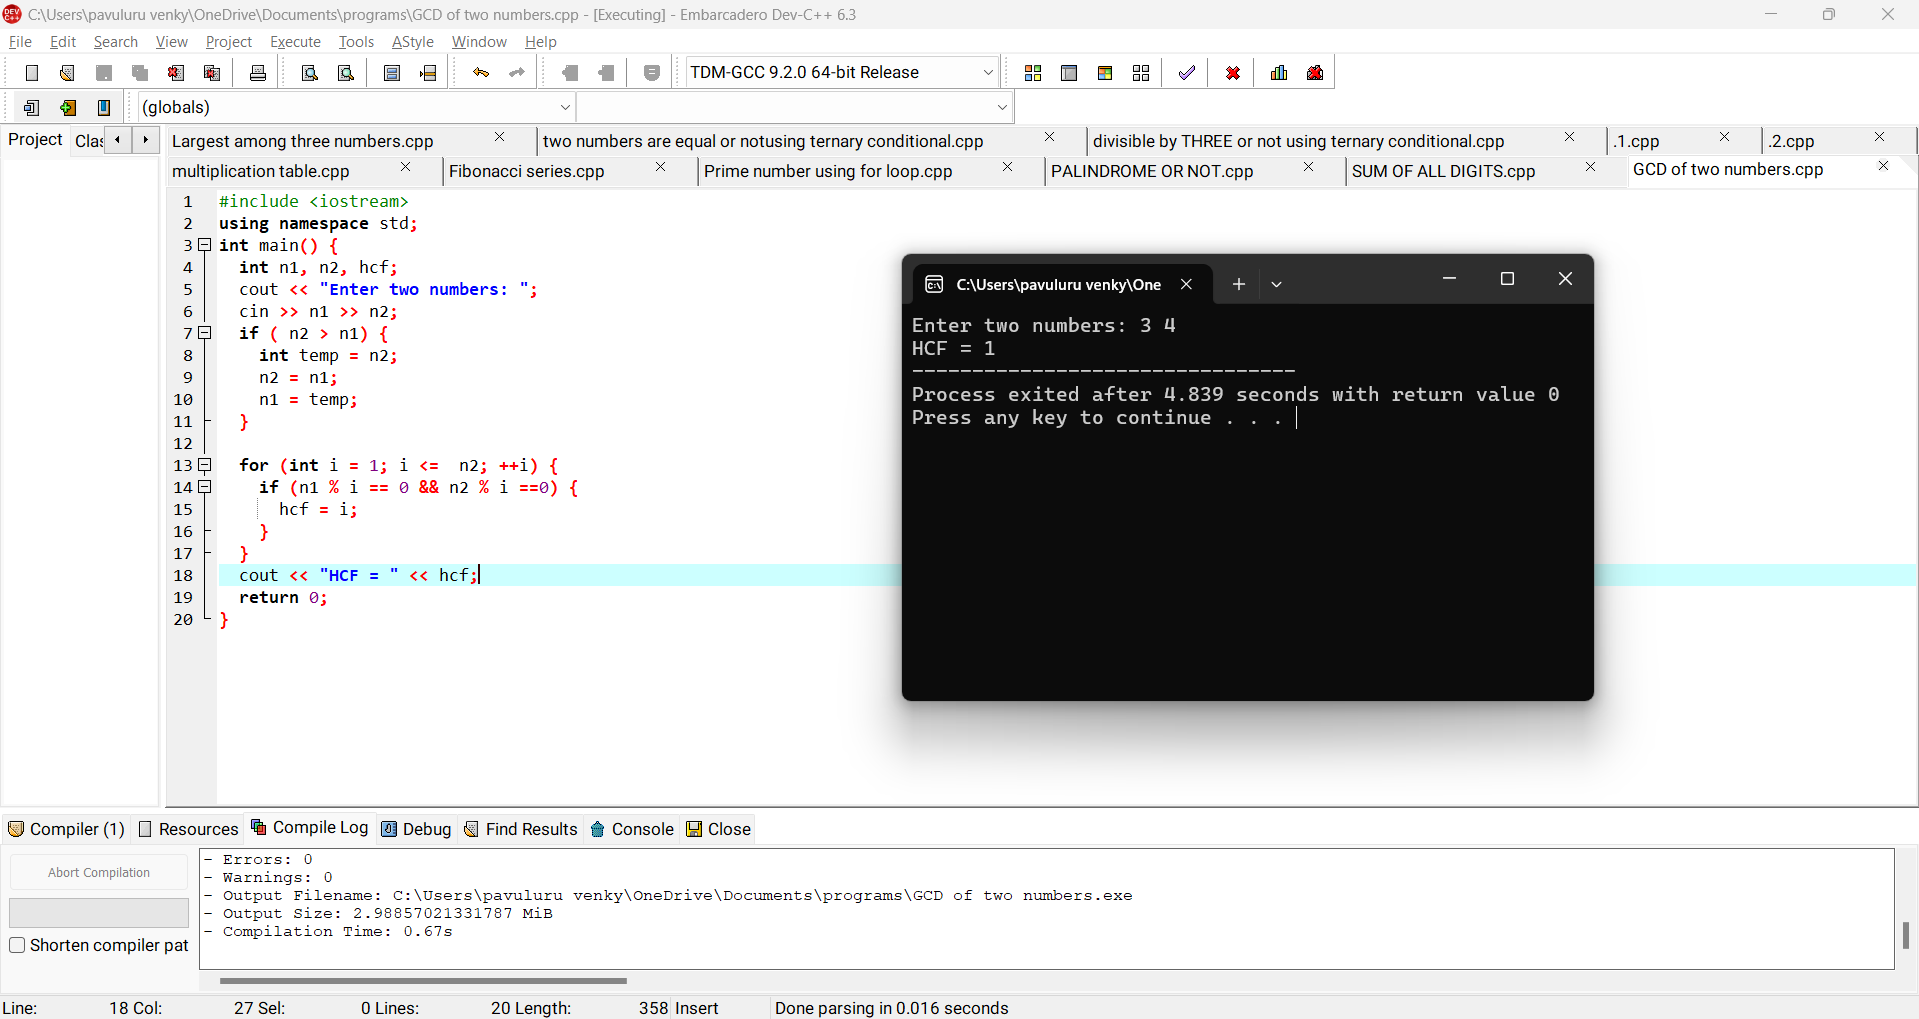 C:\Users\pavuluru venky\OneDrive\Documents\programs\GCD of two numbers.cpp - [Executing] - Embarcadero Dev-C++ 6.3
File Edit Search View Project Execute Tools AStyle Window Help
TDM-GCC 9.2.0 64-bit Release
(globals)
Project Clas
Largest among three numbers.cpp two numbers are equal or notusing ternary conditional.cpp divisible by THREE or not using ternary conditional.cpp .1.cpp .2.cpp
multiplication table.cpp Fibonacci series.cpp Prime number using for loop.cpp PALINDROME OR NOT.cpp SUM OF ALL DIGITS.cpp GCD of two numbers.cpp
1 #include <iostream>
2 using namespace std;
3 int main() {
4 int n1, n2, hcf;
5 cout << "Enter two numbers: ";
6 cin >> n1 >> n2;
7 if ( n2 > n1) {
8 int temp = n2;
9 n2 = n1;
10 n1 = temp;
11 }
12
13 for (int i = 1; i <=  n2; ++i) {
14 if (n1 % i == 0 && n2 % i ==0) {
15 hcf = i;
16 }
17 }
18 cout << "HCF = " << hcf;
19 return 0;
20 }
C:\Users\pavuluru venky\One
Enter two numbers: 3 4
HCF = 1
--------------------------------
Process exited after 4.839 seconds with return value 0
Press any key to continue . . .
Compiler (1) Resources Compile Log Debug Find Results Console Close
Abort Compilation
Shorten compiler pat
- Errors: 0
- Warnings: 0
- Output Filename: C:\Users\pavuluru venky\OneDrive\Documents\programs\GCD of two numbers.exe
- Output Size: 2.98857021331787 MiB
- Compilation Time: 0.67s
Line: 18 Col: 27 Sel: 0 Lines: 20 Length: 358 Insert Done parsing in 0.016 seconds